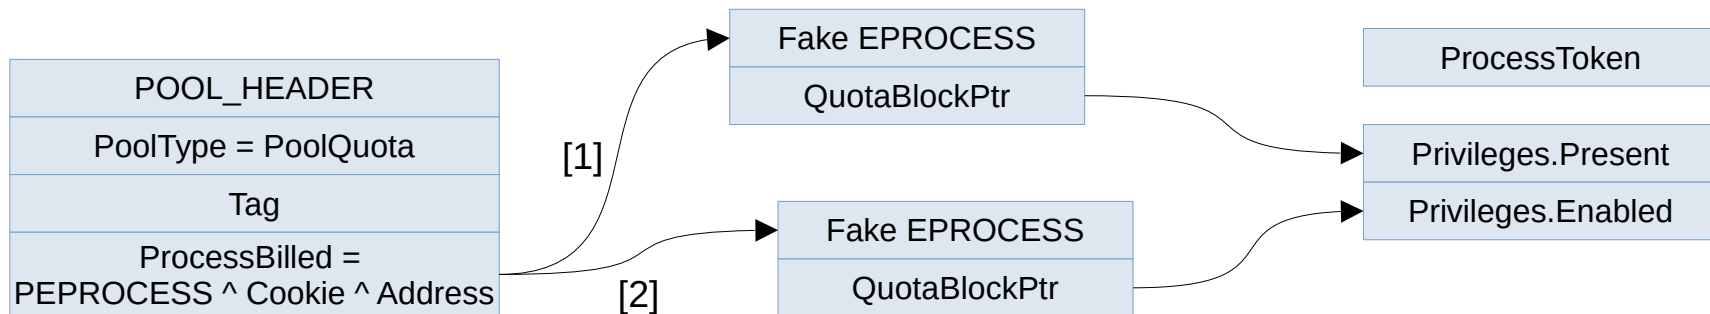 POOL_HEADER
PoolType = PoolQuota
Tag
ProcessBilled =
PEPROCESS ^ Cookie ^ Address
[1]
[2]
Fake EPROCESS
QuotaBlockPtr
Fake EPROCESS
QuotaBlockPtr
ProcessToken
Privileges.Present
Privileges.Enabled